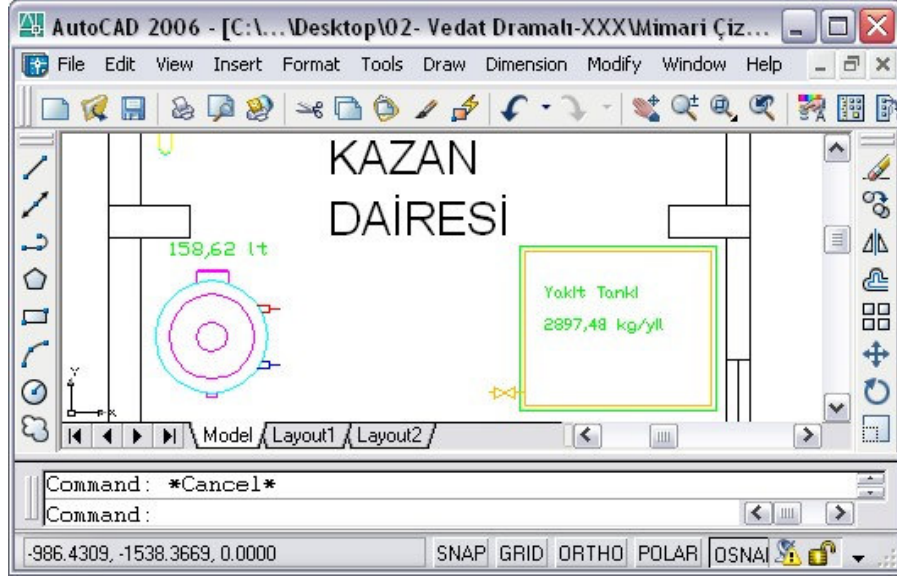 AutoCAD 2006 - [C:\...\Desktop\02- Vedat Dramalı-XXX\Mimari Çiz...
File Edit View Insert Format Tools Draw Dimension Modify Window Help
KAZAN
DAİRESİ
158,62 lt
Yakıt Tankı
2897,48 kg/yıl
Y
X
Model Layout1 Layout2
Command: *Cancel*
Command:
-986.4309, -1538.3669, 0.0000 SNAP GRID ORTHO POLAR OSNA